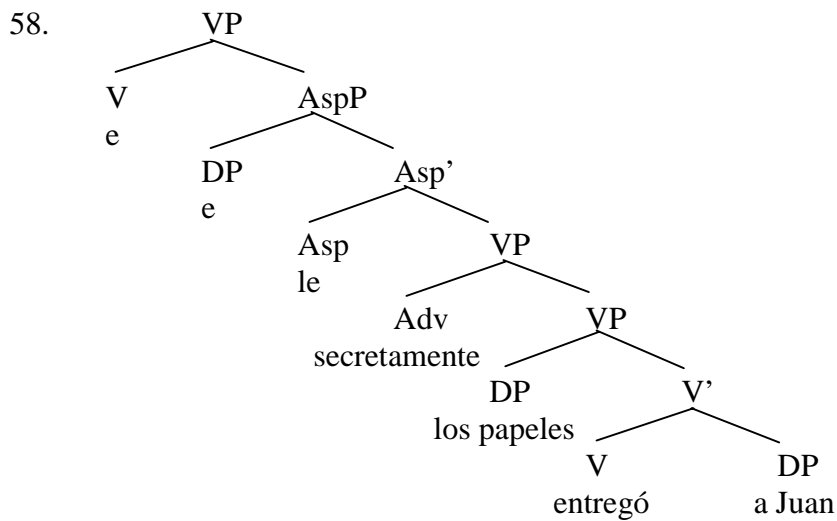 58. VP
V AspP
e
DP Asp’
e
Asp VP
le
Adv VP
secretamente
DP V’
los papeles
V DP
entregó a Juan